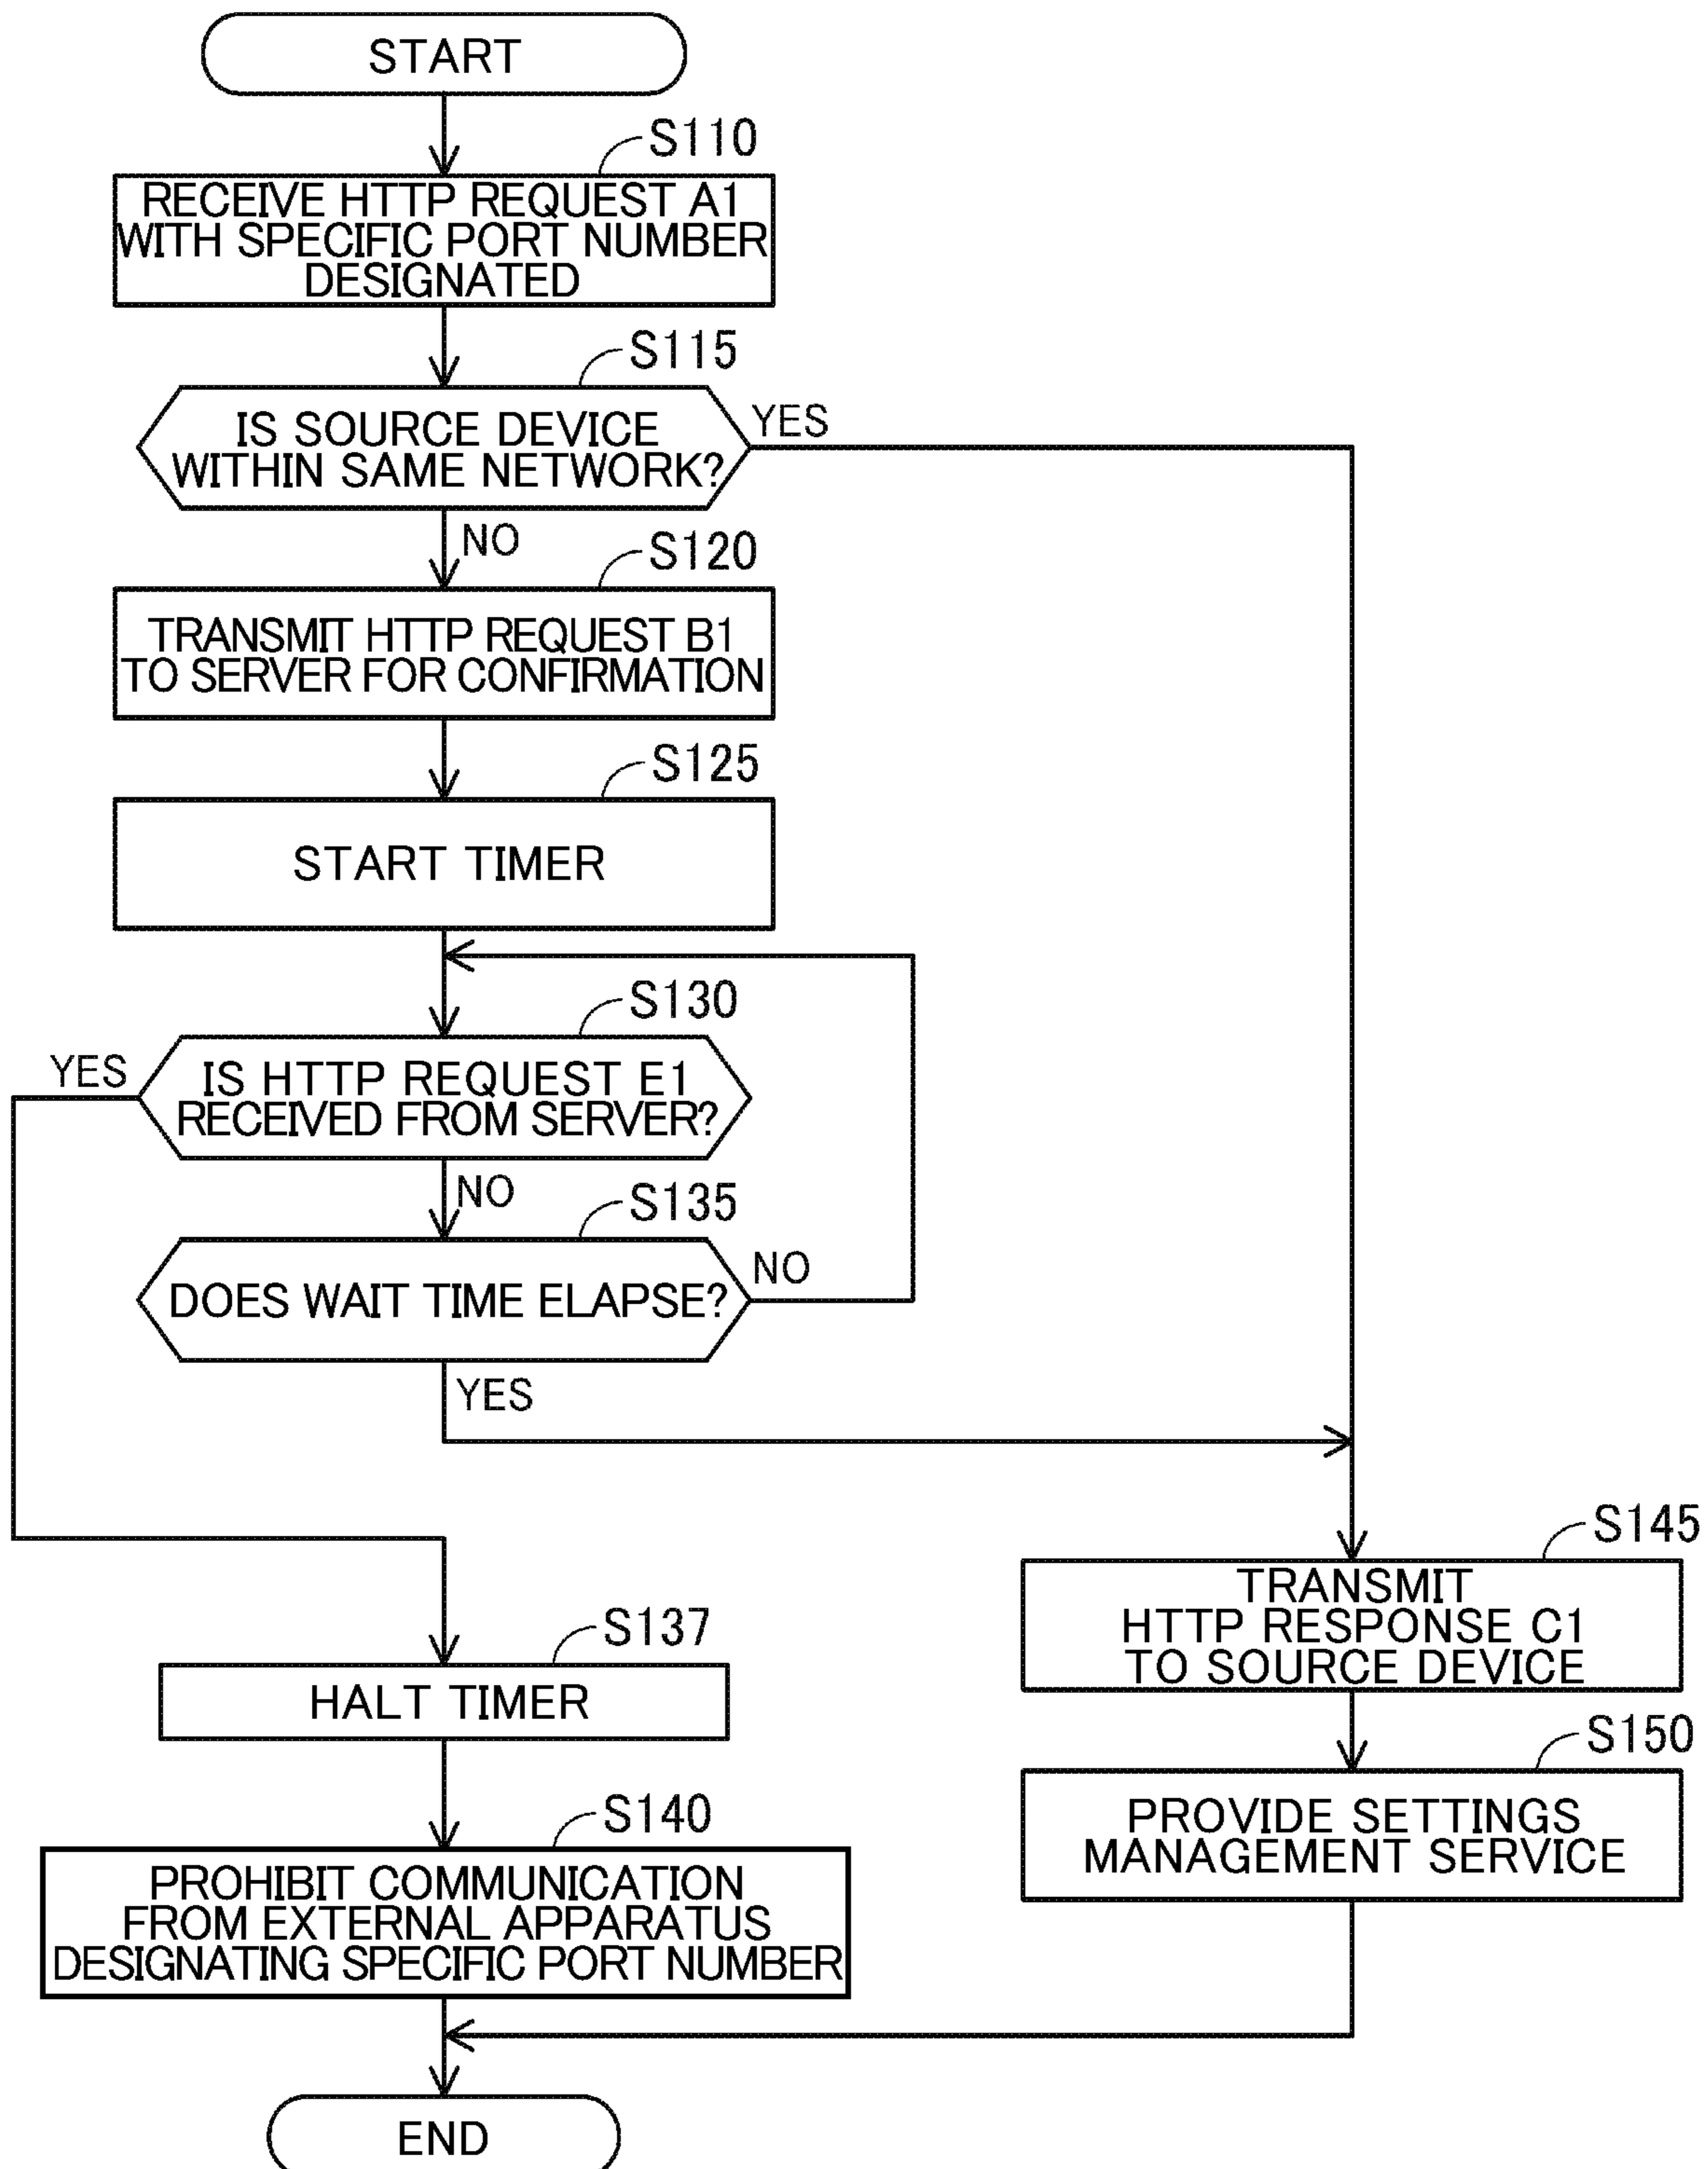 START
S110
RECEIVE HTTP REQUEST A1
WITH SPECIFIC PORT NUMBER
DESIGNATED
S115
IS SOURCE DEVICE
WITHIN SAME NETWORK?
YES
NO
S120
TRANSMIT HTTP REQUEST B1
TO SERVER FOR CONFIRMATION
S125
START TIMER
S130
YES
IS HTTP REQUEST E1
RECEIVED FROM SERVER?
NO
S135
DOES WAIT TIME ELAPSE?
NO
YES
S145
TRANSMIT
HTTP RESPONSE C1
TO SOURCE DEVICE
S137
HALT TIMER
S150
PROVIDE SETTINGS
MANAGEMENT SERVICE
S140
PROHIBIT COMMUNICATION
FROM EXTERNAL APPARATUS
DESIGNATING SPECIFIC PORT NUMBER
END